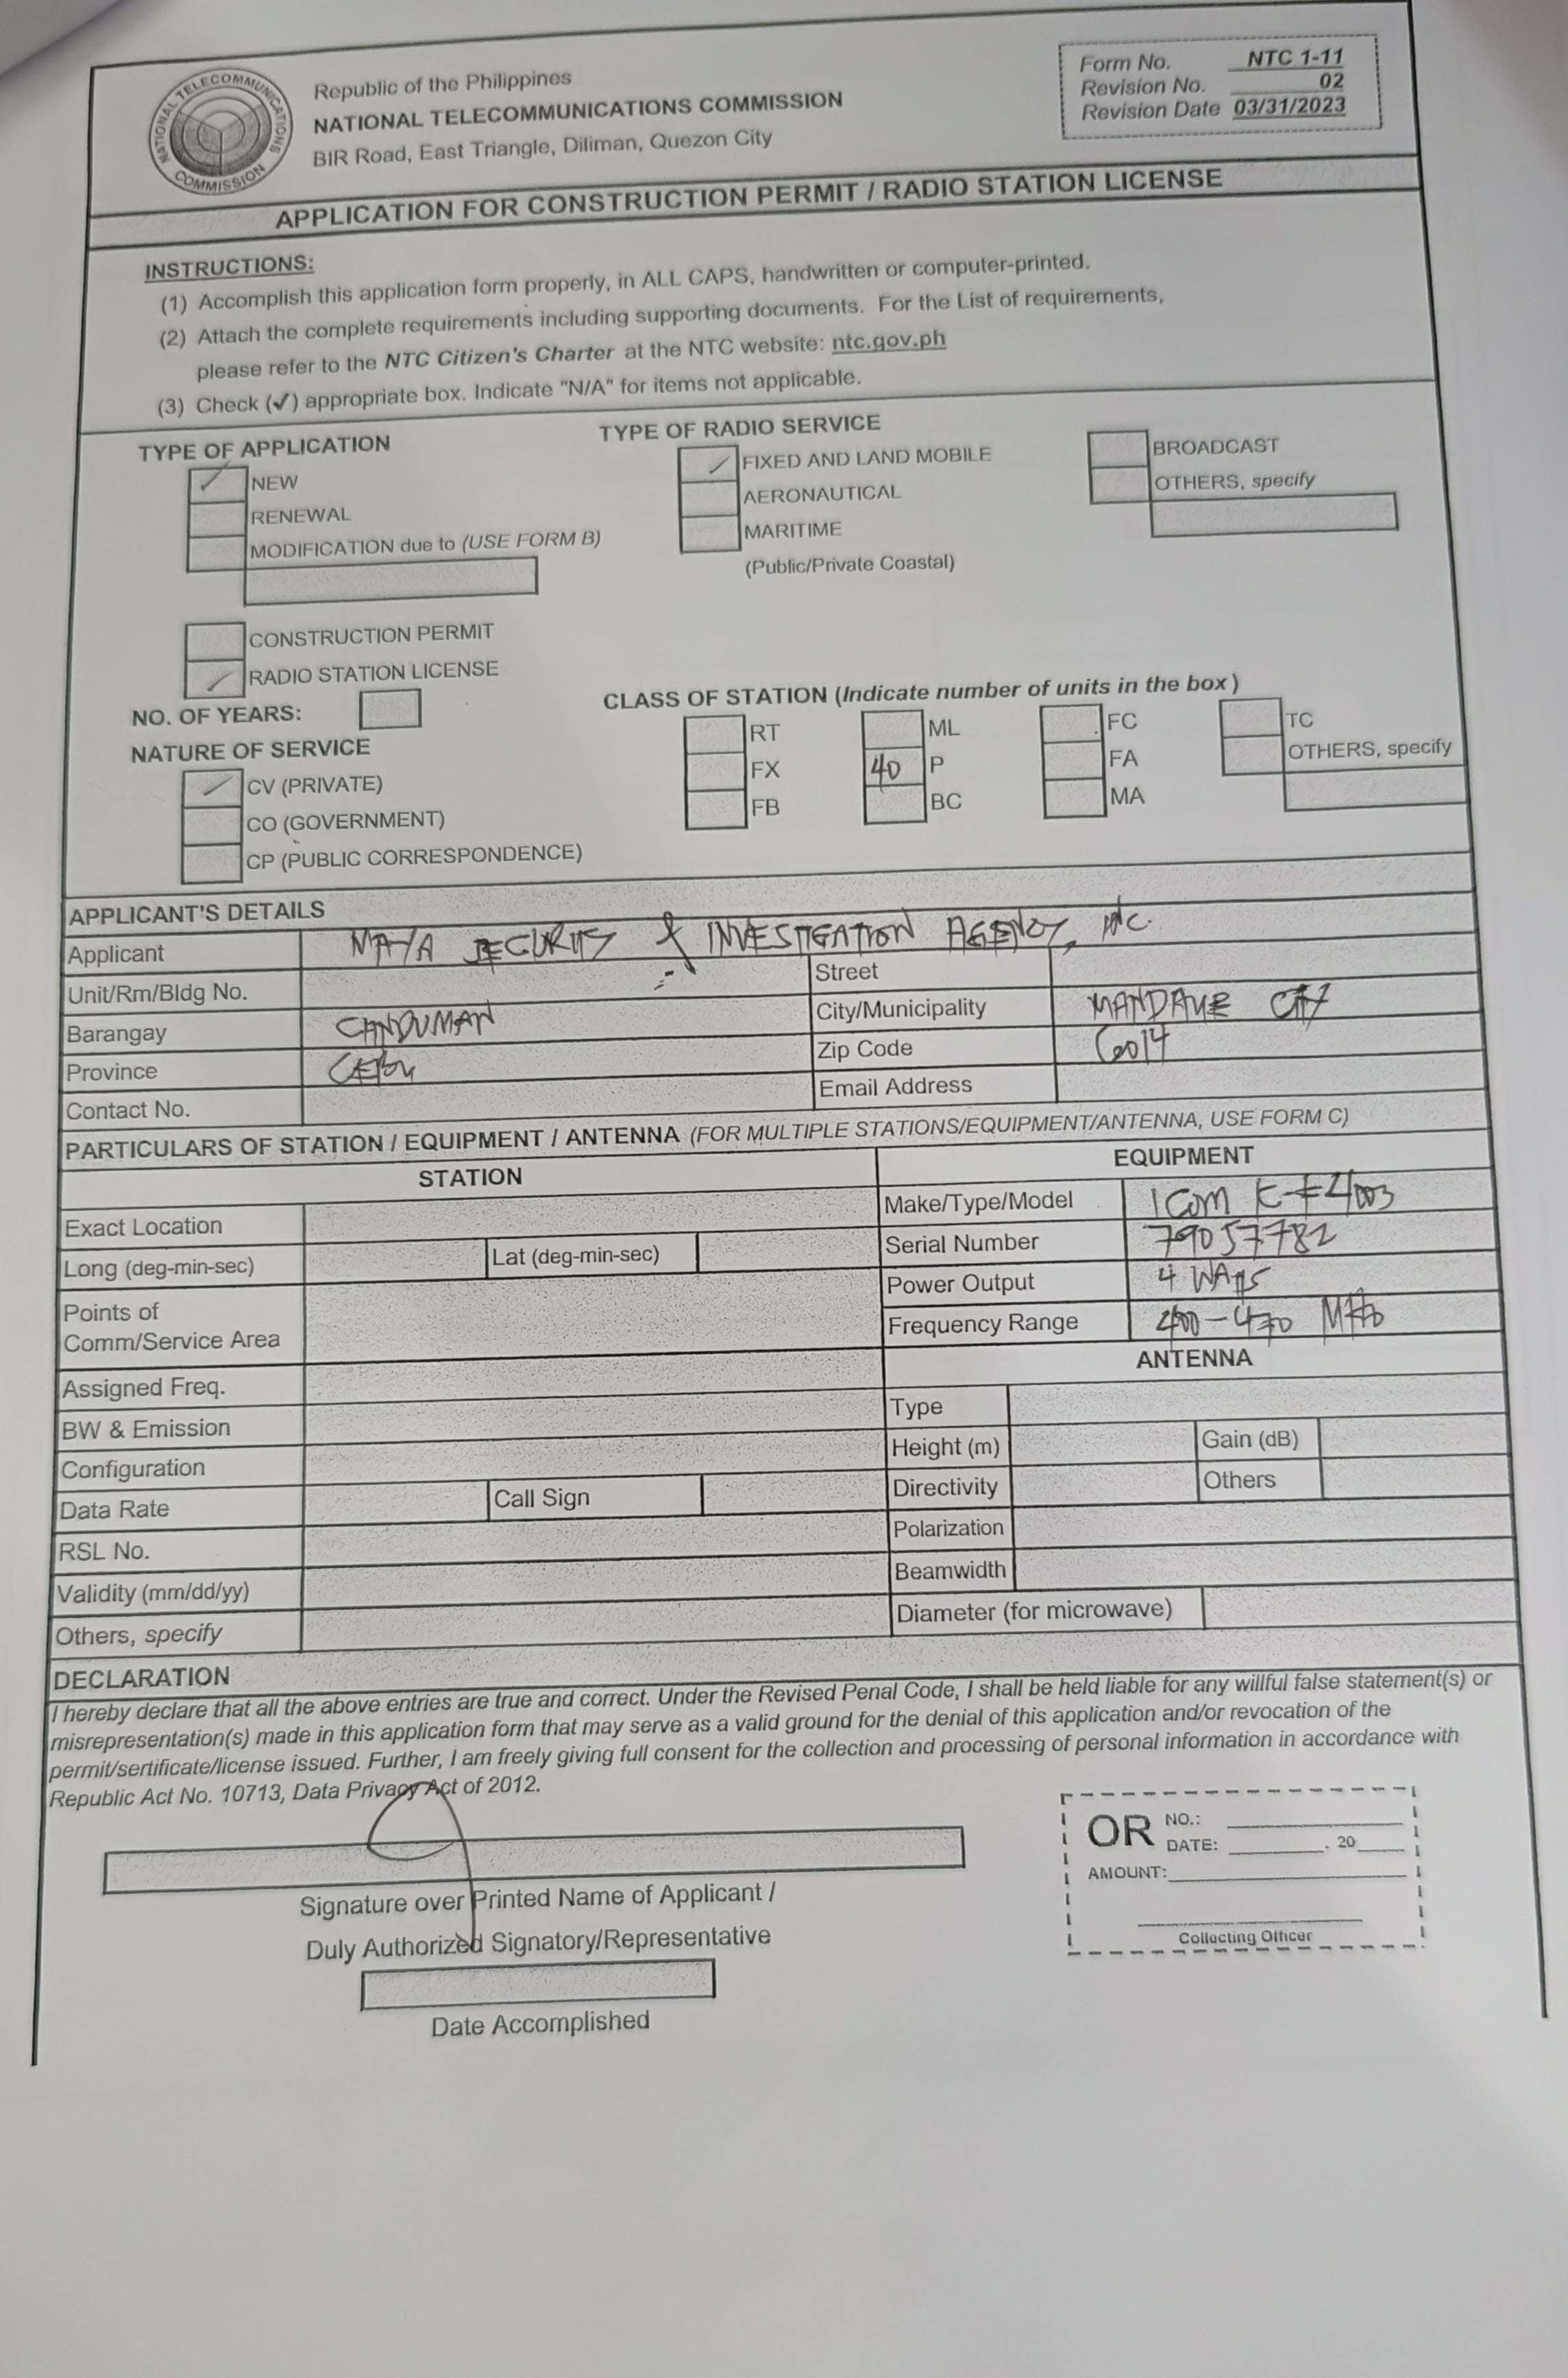 NATIONAL TELECOMMUNICATIONS COMMISSION
Republic of the Philippines
NATIONAL TELECOMMUNICATIONS COMMISSION
BIR Road, East Triangle, Diliman, Quezon City
Form No. NTC 1-11
Revision No. 02
Revision Date 03/31/2023
APPLICATION FOR CONSTRUCTION PERMIT / RADIO STATION LICENSE
INSTRUCTIONS:
(1) Accomplish this application form properly, in ALL CAPS, handwritten or computer-printed.
(2) Attach the complete requirements including supporting documents. For the List of requirements,
please refer to the NTC Citizen's Charter at the NTC website: ntc.gov.ph
(3) Check (✓) appropriate box. Indicate "N/A" for items not applicable.
TYPE OF APPLICATION
✓ NEW
RENEWAL
MODIFICATION due to (USE FORM B)
TYPE OF RADIO SERVICE
✓ FIXED AND LAND MOBILE
AERONAUTICAL
MARITIME
(Public/Private Coastal)
BROADCAST
OTHERS, specify
CONSTRUCTION PERMIT
✓ RADIO STATION LICENSE
NO. OF YEARS:
NATURE OF SERVICE
✓ CV (PRIVATE)
CO (GOVERNMENT)
CP (PUBLIC CORRESPONDENCE)
CLASS OF STATION (Indicate number of units in the box)
RT ML FC TC
FX 40 P FA OTHERS, specify
FB BC MA
APPLICANT'S DETAILS
Applicant SECURITY & INVESTIGATION AGENCY, INC.
Unit/Rm/Bldg No. Street
Barangay CANDUMAN City/Municipality MANDAUE CITY
Province CEBU Zip Code 6014
Contact No. Email Address
PARTICULARS OF STATION / EQUIPMENT / ANTENNA (FOR MULTIPLE STATIONS/EQUIPMENT/ANTENNA, USE FORM C)
STATION
Exact Location
Long (deg-min-sec) Lat (deg-min-sec)
Points of
Comm/Service Area
Assigned Freq.
BW & Emission
Configuration
Data Rate Call Sign
RSL No.
Validity (mm/dd/yy)
Others, specify
EQUIPMENT
Make/Type/Model ICOM
Serial Number 79057782
Power Output 4 WATTS
Frequency Range 400-470 MHz
ANTENNA
Type
Height (m) Gain (dB)
Directivity Others
Polarization
Beamwidth
Diameter (for microwave)
DECLARATION
I hereby declare that all the above entries are true and correct. Under the Revised Penal Code, I shall be held liable for any willful false statement(s) or
misrepresentation(s) made in this application form that may serve as a valid ground for the denial of this application and/or revocation of the
permit/sertificate/license issued. Further, I am freely giving full consent for the collection and processing of personal information in accordance with
Republic Act No. 10713, Data Privacy Act of 2012.
Signature over Printed Name of Applicant /
Duly Authorized Signatory/Representative
Date Accomplished
OR NO.:
DATE: , 20
AMOUNT:
Collecting Officer